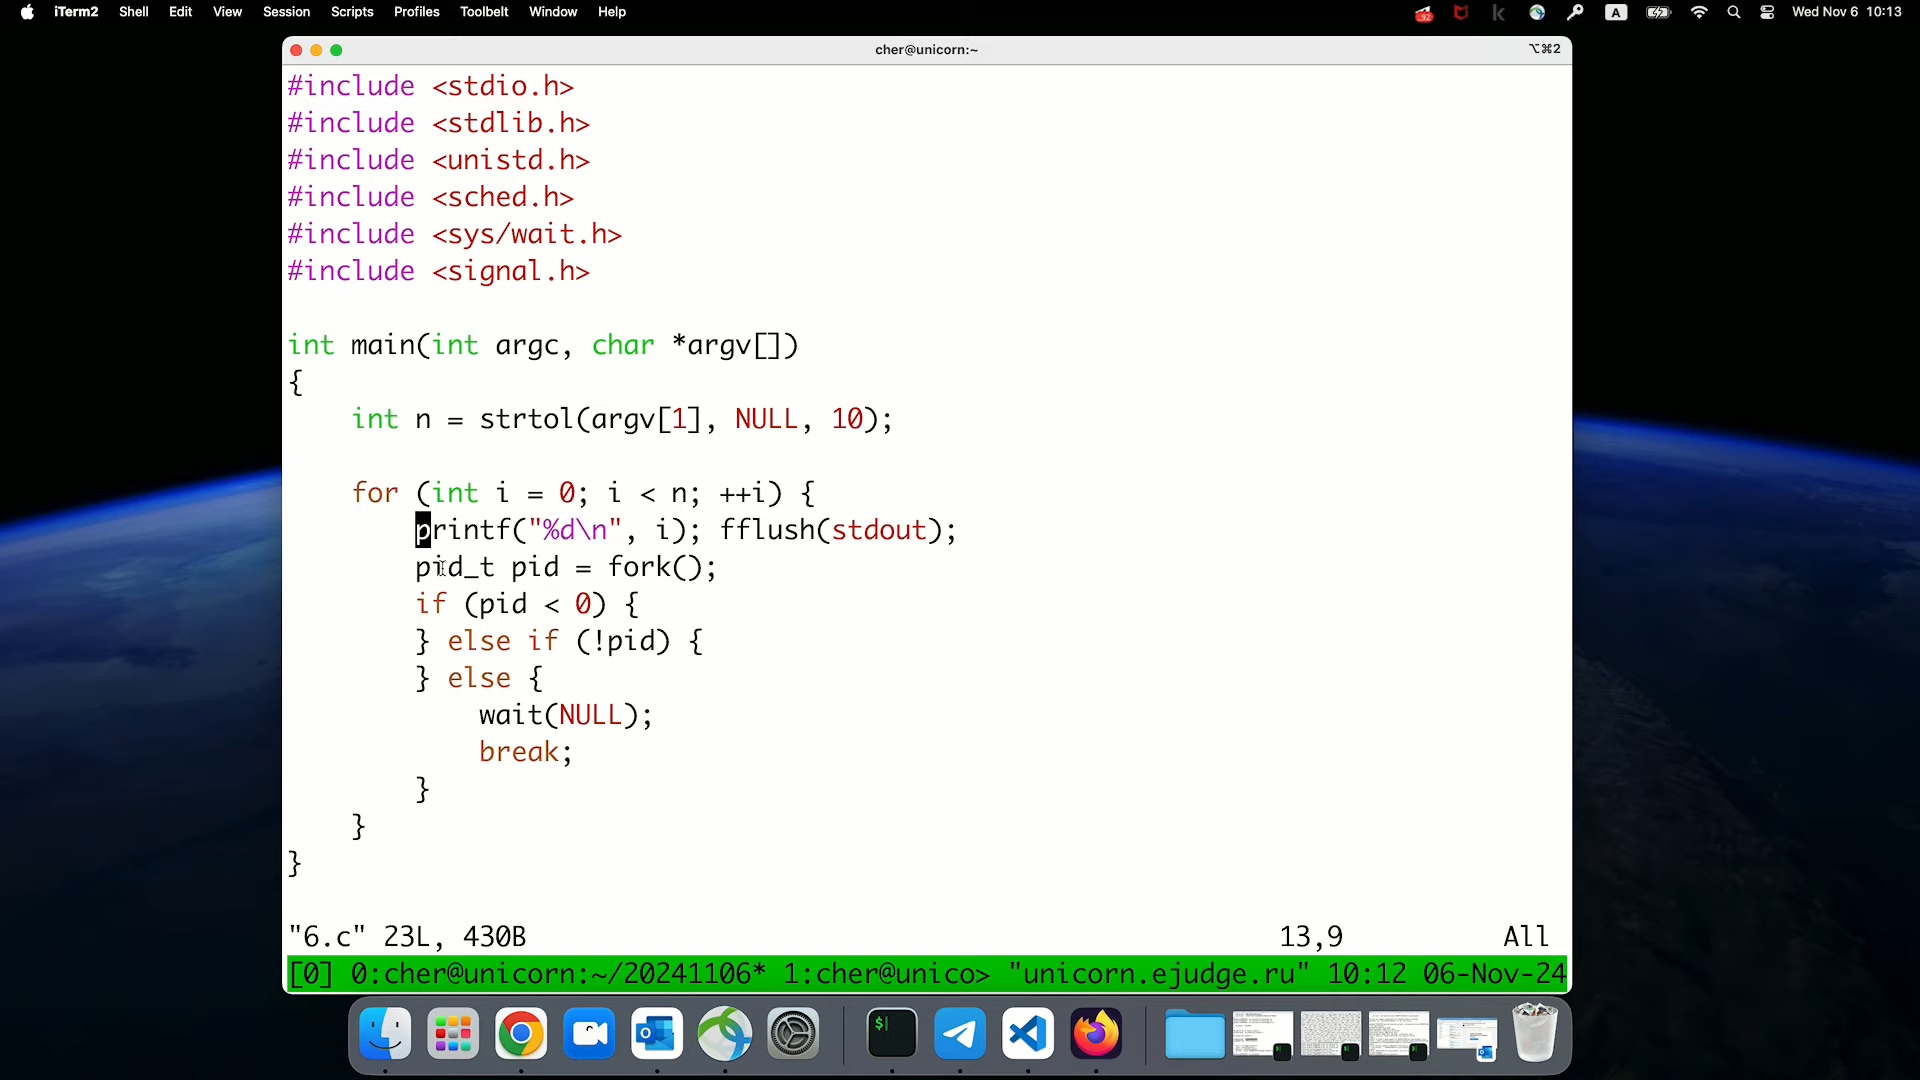 iTerm2 Shell Edit View Session Scripts Profiles Toolbelt Window Help A Wed Nov 6 10:13
cher@unicorn:~ ⌥⌘2
#include <stdio.h>
#include <stdlib.h>
#include <unistd.h>
#include <sched.h>
#include <sys/wait.h>
#include <signal.h>
int main(int argc, char *argv[])
{
int n = strtol(argv[1], NULL, 10);
for (int i = 0; i < n; ++i) {
printf("%d\n", i); fflush(stdout);
pid_t pid = fork();
if (pid < 0) {
} else if (!pid) {
} else {
wait(NULL);
break;
}
}
}
"6.c" 23L, 430B 13,9 All
[0] 0:cher@unicorn:~/20241106* 1:cher@unico> "unicorn.ejudge.ru" 10:12 06-Nov-24